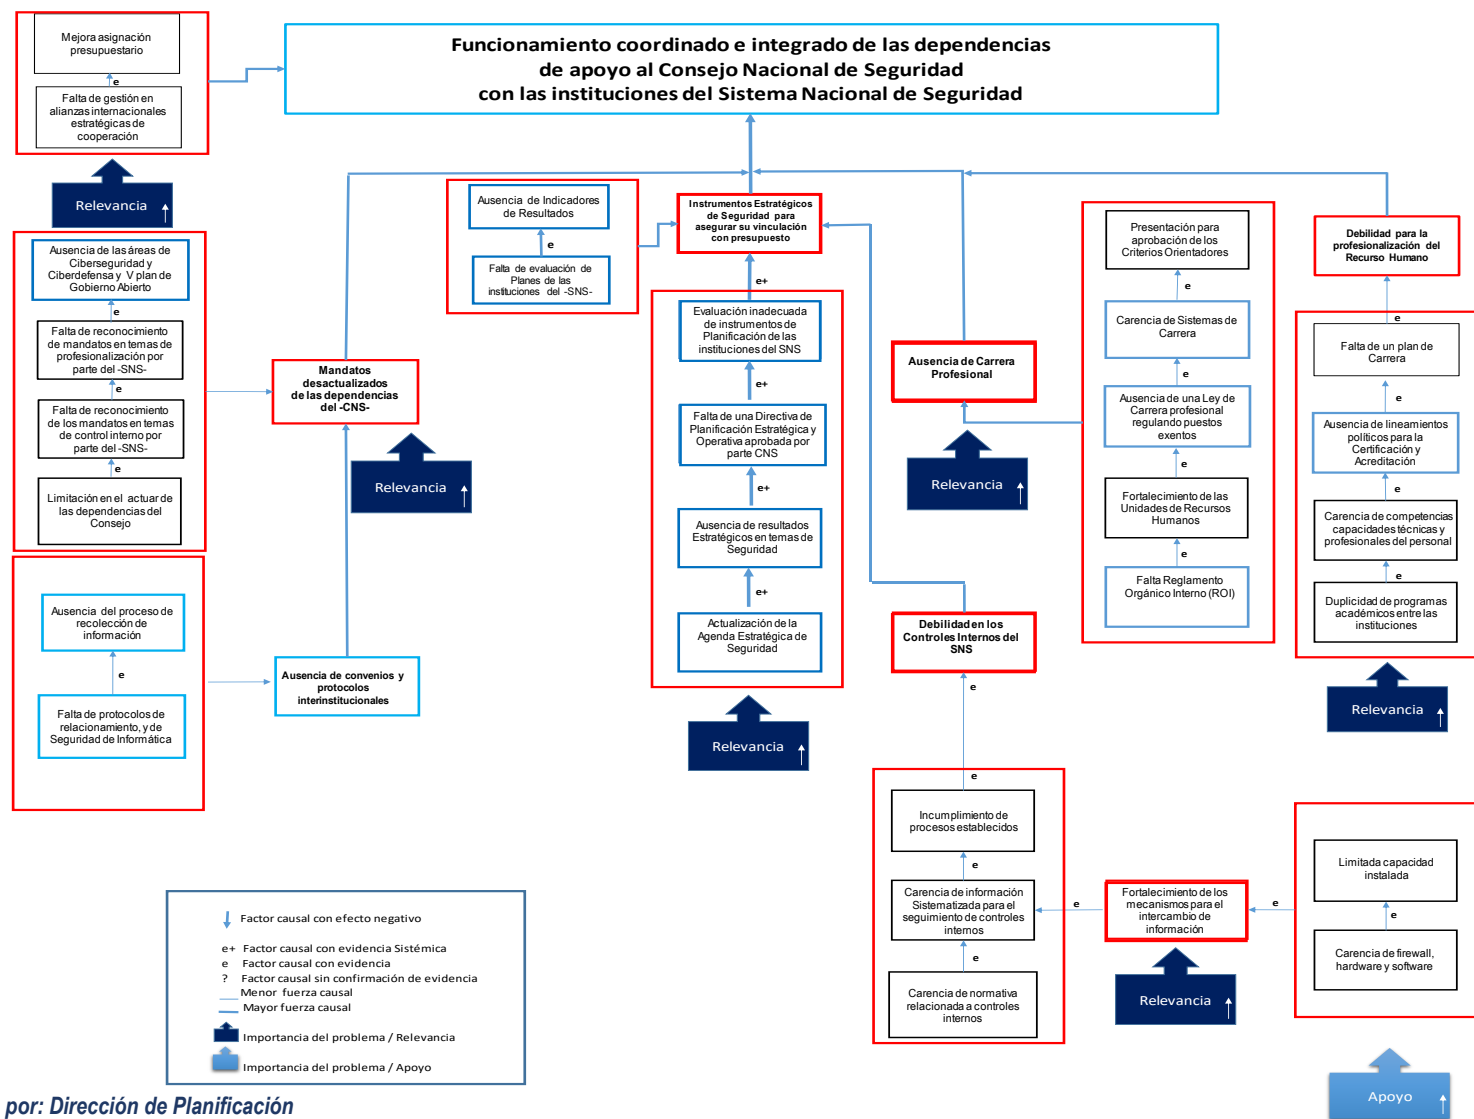 Mejora asignación
presupuestario
e
Falta de gestión en
alianzas internacionales
estratégicas de
cooperación
Relevancia
Funcionamiento coordinado e integrado de las dependencias
de apoyo al Consejo Nacional de Seguridad
con las instituciones del Sistema Nacional de Seguridad
Ausencia de las áreas de
Ciberseguridad y
Ciberdefensa y V plan de
Gobierno Abierto
e
Falta de reconocimiento
de mandatos en temas de
profesionalización por
parte del -SNS-
e
Falta de reconocimiento
de los mandatos en temas
de control interno por
parte del -SNS-
e
Limitación en el actuar de
las dependencias del
Consejo
Ausencia del proceso de
recolección de
información
e
Falta de protocolos de
relacionamiento, y de
Seguridad de Informática
Mandatos
desactualizados
de las dependencias
del -CNS-
Relevancia
Ausencia de convenios y
protocolos
interinstitucionales
Ausencia de Indicadores
de Resultados
e
Falta de evaluación de
Planes de las
instituciones del -SNS-
Instrumentos Estratégicos
de Seguridad para
asegurar su vinculación
con presupuesto
e+
Evaluación inadecuada
de instrumentos de
Planificación de las
instituciones del SNS
e+
Falta de una Directiva de
Planificación Estratégica y
Operativa aprobada por
parte CNS
e+
Ausencia de resultados
Estratégicos en temas de
Seguridad
e+
Actualización de la
Agenda Estratégica de
Seguridad
Relevancia
Ausencia de Carrera
Profesional
Relevancia
Presentación para
aprobación de los
Criterios Orientadores
e
Carencia de Sistemas de
Carrera
e
Ausencia de una Ley de
Carrera profesional
regulando puestos
exentos
e
Fortalecimiento de las
Unidades de Recursos
Humanos
e
Falta Reglamento
Orgánico Interno (ROI)
Debilidad para la
profesionalización del
Recurso Humano
e
Falta de un plan de
Carrera
e
Ausencia de lineamientos
políticos para la
Certificación y
Acreditación
e
Carencia de competencias
capacidades técnicas y
profesionales del personal
e
Duplicidad de programas
académicos entre las
instituciones
Relevancia
Debilidad en los
Controles Internos del
SNS
e
e
Incumplimiento de
procesos establecidos
e
Carencia de información
Sistematizada para el
seguimiento de controles
internos
e
Carencia de normativa
relacionada a controles
internos
e
Fortalecimiento de los
mecanismos para el
intercambio de
información
Relevancia
e
Limitada capacidad
instalada
e
Carencia de firewall,
hardware y software
Apoyo
Factor causal con efecto negativo
e+ Factor causal con evidencia Sistémica
e Factor causal con evidencia
? Factor causal sin confirmación de evidencia
Menor fuerza causal
Mayor fuerza causal
Importancia del problema / Relevancia
Importancia del problema / Apoyo
por: Dirección de Planificación